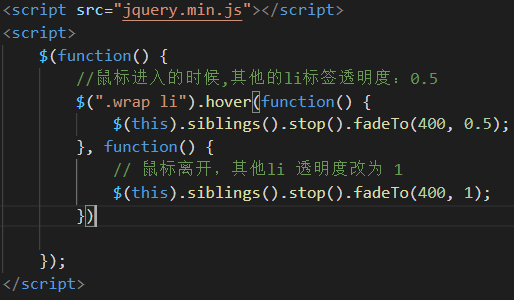 <script src="jquery.min.js"></script>
<script>
$(function() {
//鼠标进入的时候,其他的li标签透明度：0.5
$(".wrap li").hover(function() {
$(this).siblings().stop().fadeTo(400, 0.5);
}, function() {
// 鼠标离开，其他li 透明度改为 1
$(this).siblings().stop().fadeTo(400, 1);
})
});
</script>